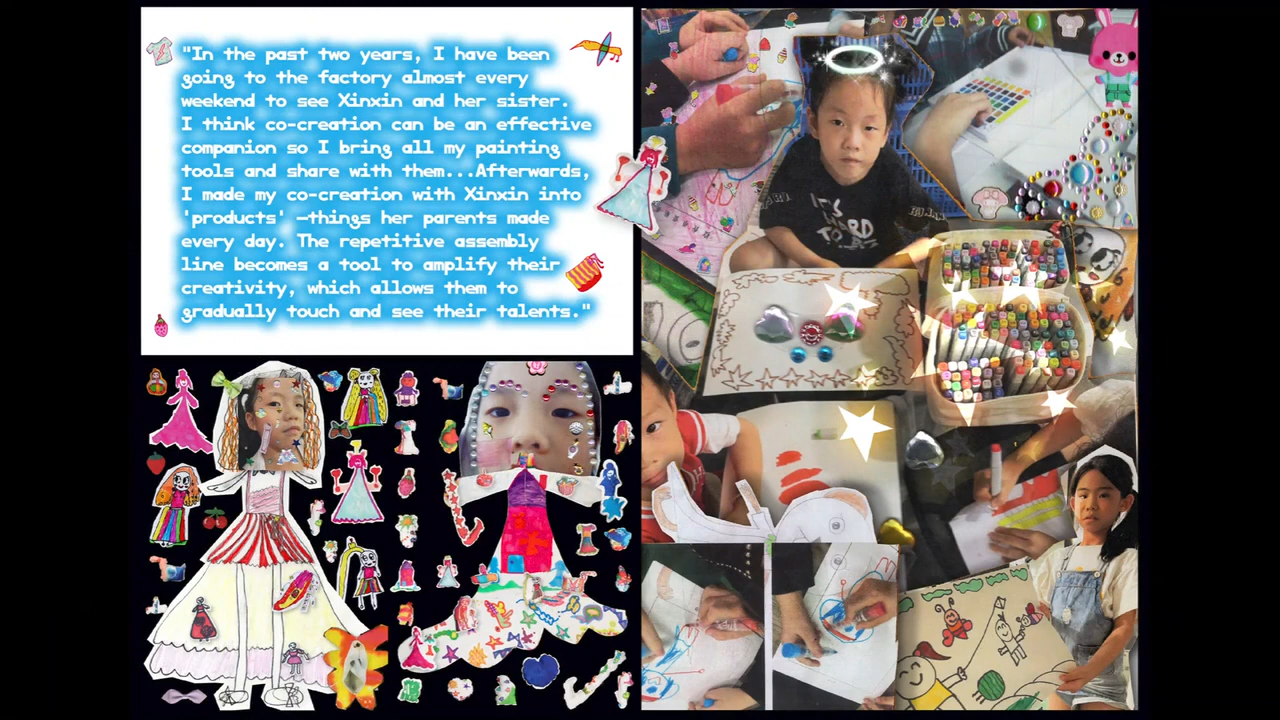 "In the past two years, I have been
going to the factory almost every
weekend to see Xinxin and her sister.
I think co-creation can be an effective
companion so I bring all my painting
tools and share with them...Afterwards,
I made my co-creation with Xinxin into
'products' —things her parents made
every day. The repetitive assembly
line becomes a tool to amplify their
creativity, which allows them to
gradually touch and see their talents."
IT'S
HARD
TO